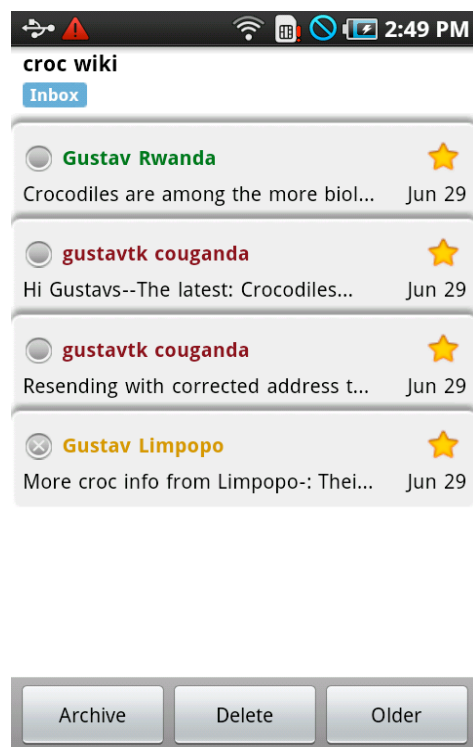 2:49 PM
croc wiki
Inbox
Gustav Rwanda
Crocodiles are among the more biol... Jun 29
gustavtk couganda
Hi Gustavs--The latest: Crocodiles... Jun 29
gustavtk couganda
Resending with corrected address t... Jun 29
Gustav Limpopo
More croc info from Limpopo-: Thei... Jun 29
Archive Delete Older